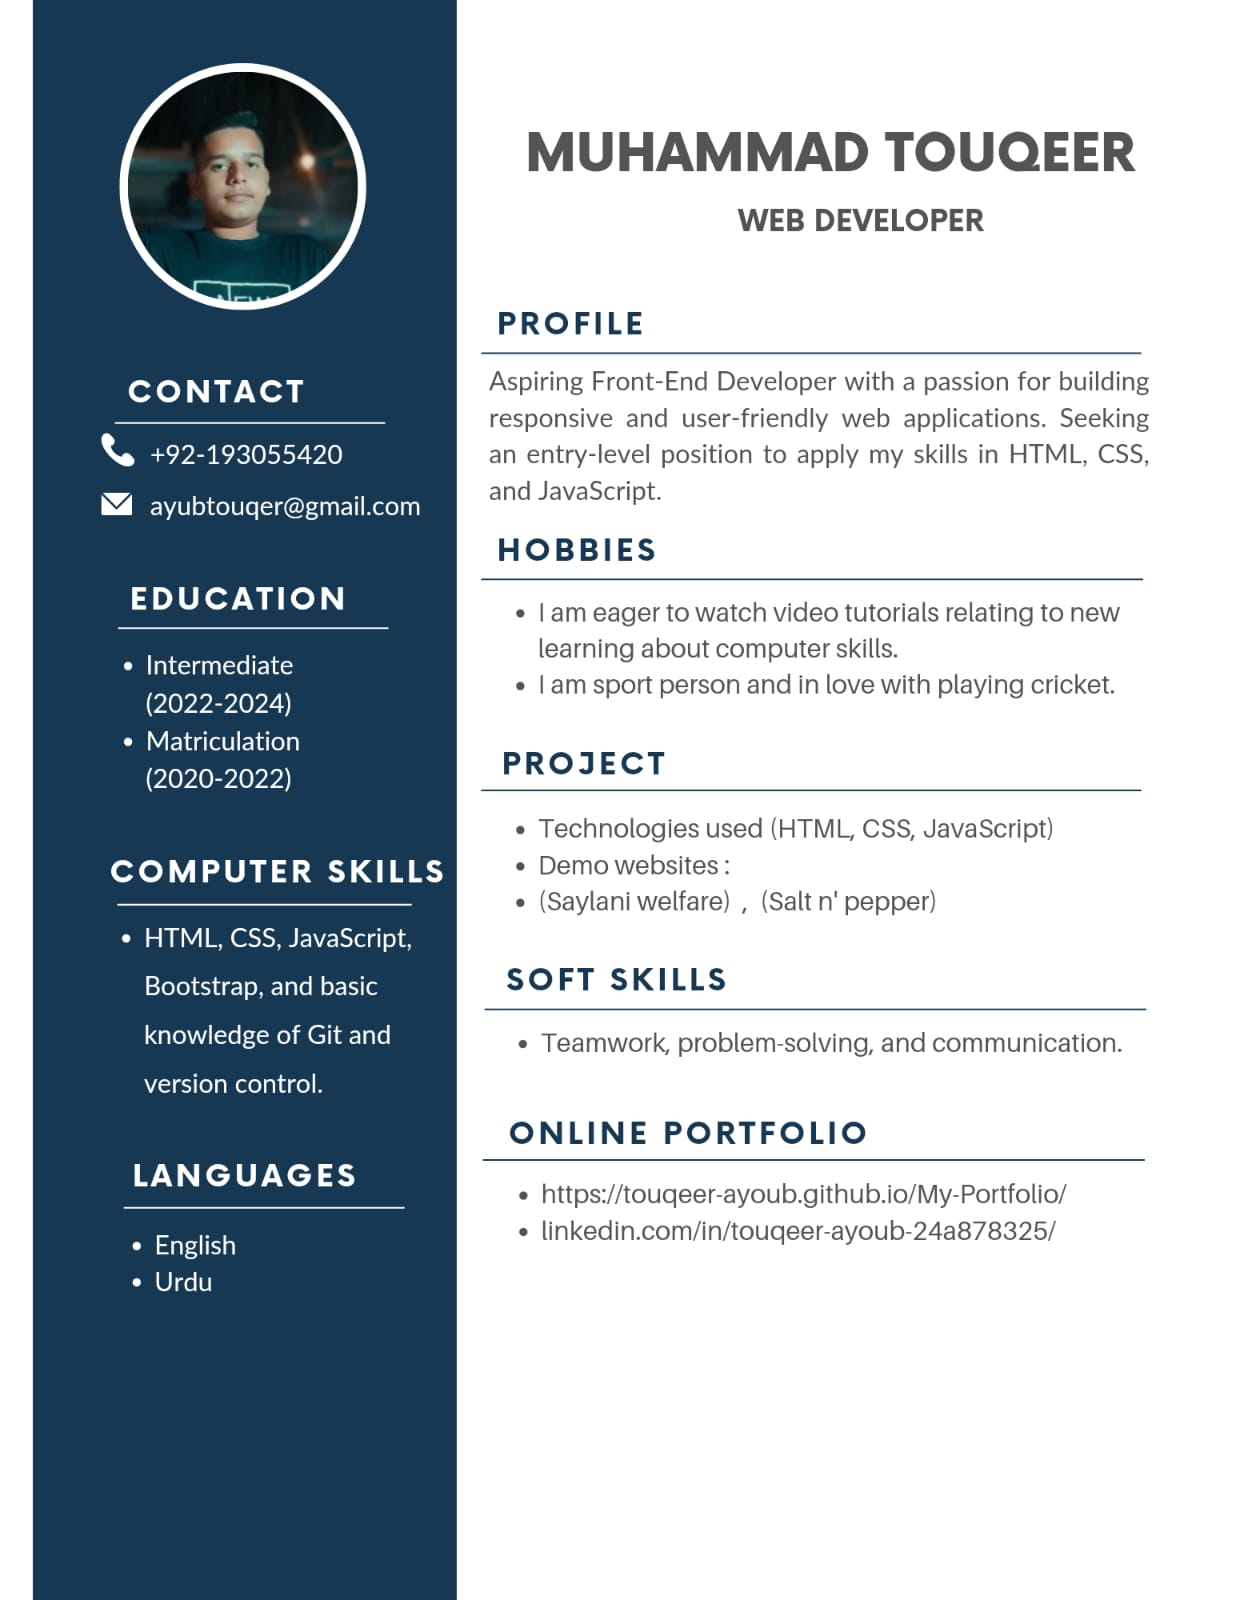 NEW
CONTACT
+92-193055420
ayubtouqer@gmail.com
EDUCATION
• Intermediate
(2022-2024)
• Matriculation
(2020-2022)
COMPUTER SKILLS
• HTML, CSS, JavaScript,
Bootstrap, and basic
knowledge of Git and
version control.
LANGUAGES
• English
• Urdu
MUHAMMAD TOUQEER
WEB DEVELOPER
PROFILE
Aspiring Front-End Developer with a passion for building
responsive and user-friendly web applications. Seeking
an entry-level position to apply my skills in HTML, CSS,
and JavaScript.
HOBBIES
• I am eager to watch video tutorials relating to new
learning about computer skills.
• I am sport person and in love with playing cricket.
PROJECT
• Technologies used (HTML, CSS, JavaScript)
• Demo websites :
• (Saylani welfare) , (Salt n' pepper)
SOFT SKILLS
• Teamwork, problem-solving, and communication.
ONLINE PORTFOLIO
• https://touqeer-ayoub.github.io/My-Portfolio/
• linkedin.com/in/touqeer-ayoub-24a878325/